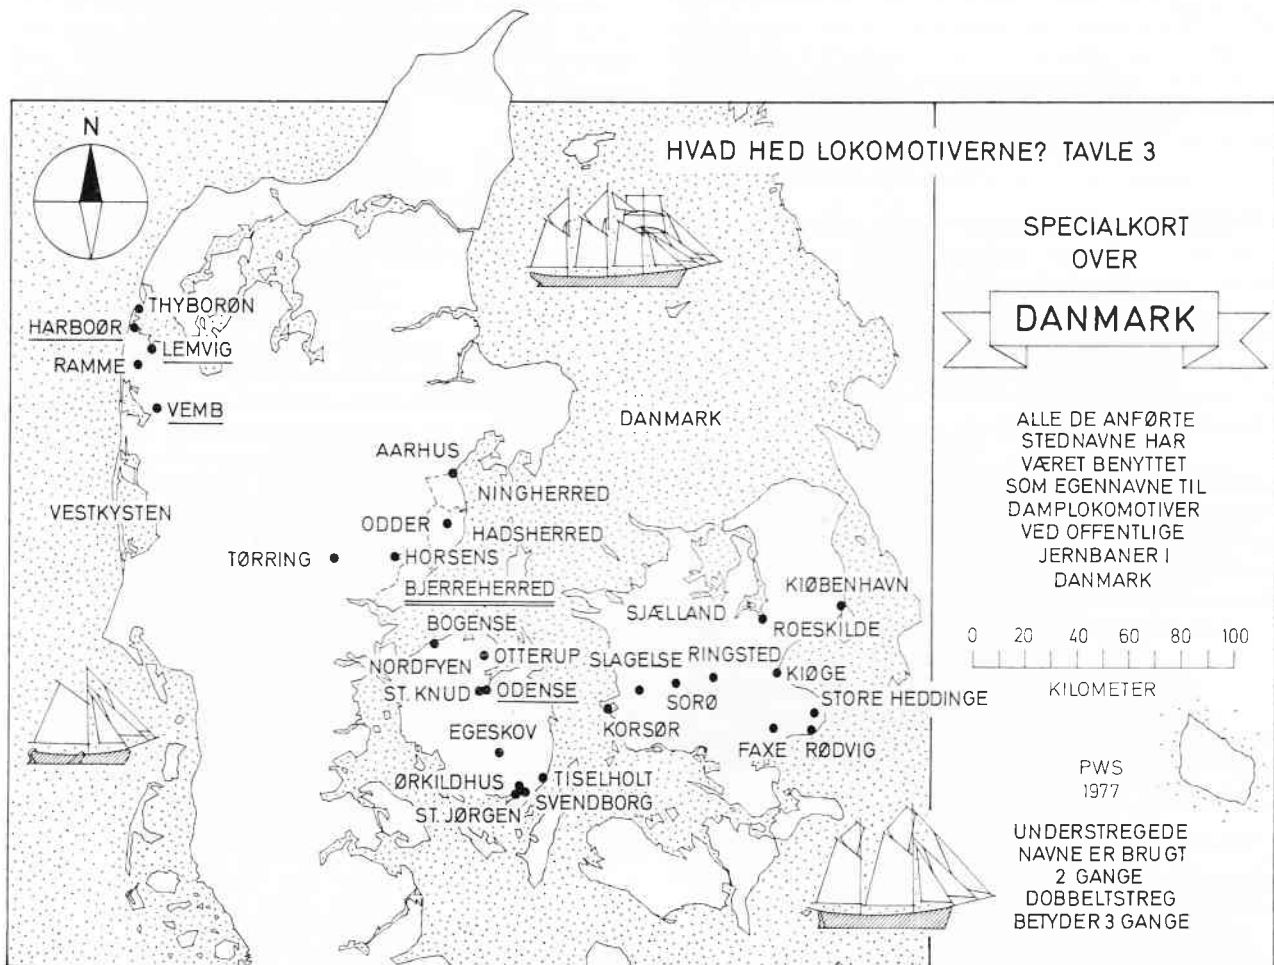 N
HVAD HED LOKOMOTIVERNE? TAVLE 3
SPECIALKORT
OVER
DANMARK
ALLE DE ANFØRTE
STEDNAVNE HAR
VÆRET BENYTTET
SOM EGENNAVNE TIL
DAMPLOKOMOTIVER
VED OFFENTLIGE
JERNBANER I
DANMARK
0 20 40 60 80 100
KILOMETER
PWS
1977
UNDERSTREGEDE
NAVNE ER BRUGT
2 GANGE
DOBBELTSTREG
BETYDER 3 GANGE
THYBORØN
HARBOØR
LEMVIG
RAMME
VEMB
DANMARK
AARHUS
NINGHERRED
VESTKYSTEN
ODDER
HADSHERRED
TØRRING
HORSENS
BJERREHERRED
KIØBENHAVN
SJÆLLAND
ROESKILDE
BOGENSE
OTTERUP
NORDFYEN
SLAGELSE
RINGSTED
KIØGE
ST. KNUD
ODENSE
SORØ
STORE HEDDINGE
KORSØR
EGESKOV
FAXE
RØDVIG
ØRKILDHUS
TISELHOLT
SVENDBORG
ST. JØRGEN